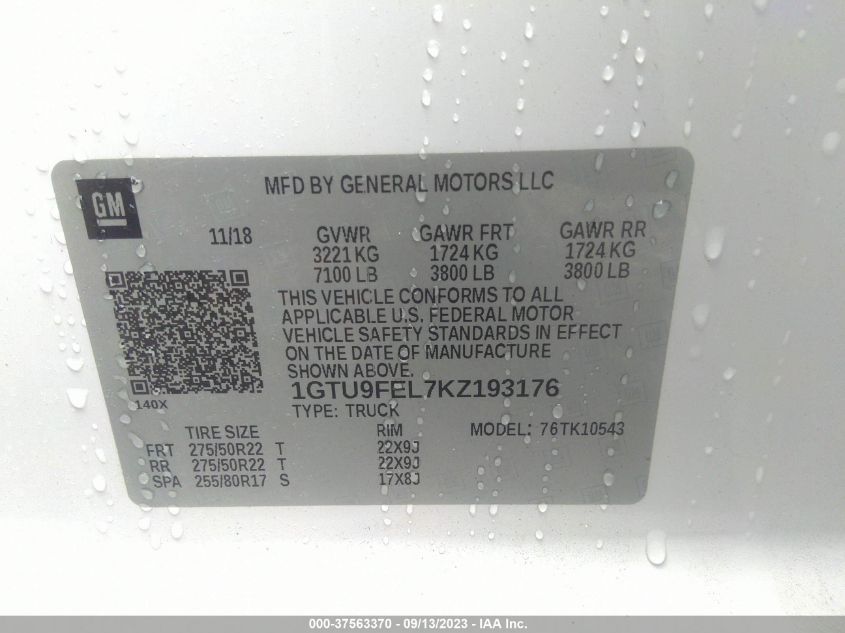 GM
MFD BY GENERAL MOTORS LLC
11/18 GVWR GAWR FRT GAWR RR
3221 KG 1724 KG 1724 KG
7100 LB 3800 LB 3800 LB
THIS VEHICLE CONFORMS TO ALL
APPLICABLE U.S. FEDERAL MOTOR
VEHICLE SAFETY STANDARDS IN EFFECT
ON THE DATE OF MANUFACTURE
SHOWN ABOVE.
1GTU9FEL7KZ193176
140X
TYPE: TRUCK
TIRE SIZE RIM MODEL: 76TK10543
FRT 275/50R22 T 22X9J
RR 275/50R22 T 22X9J
SPA 255/80R17 S 17X8J
000-37563370 - 09/13/2023 - IAA Inc.